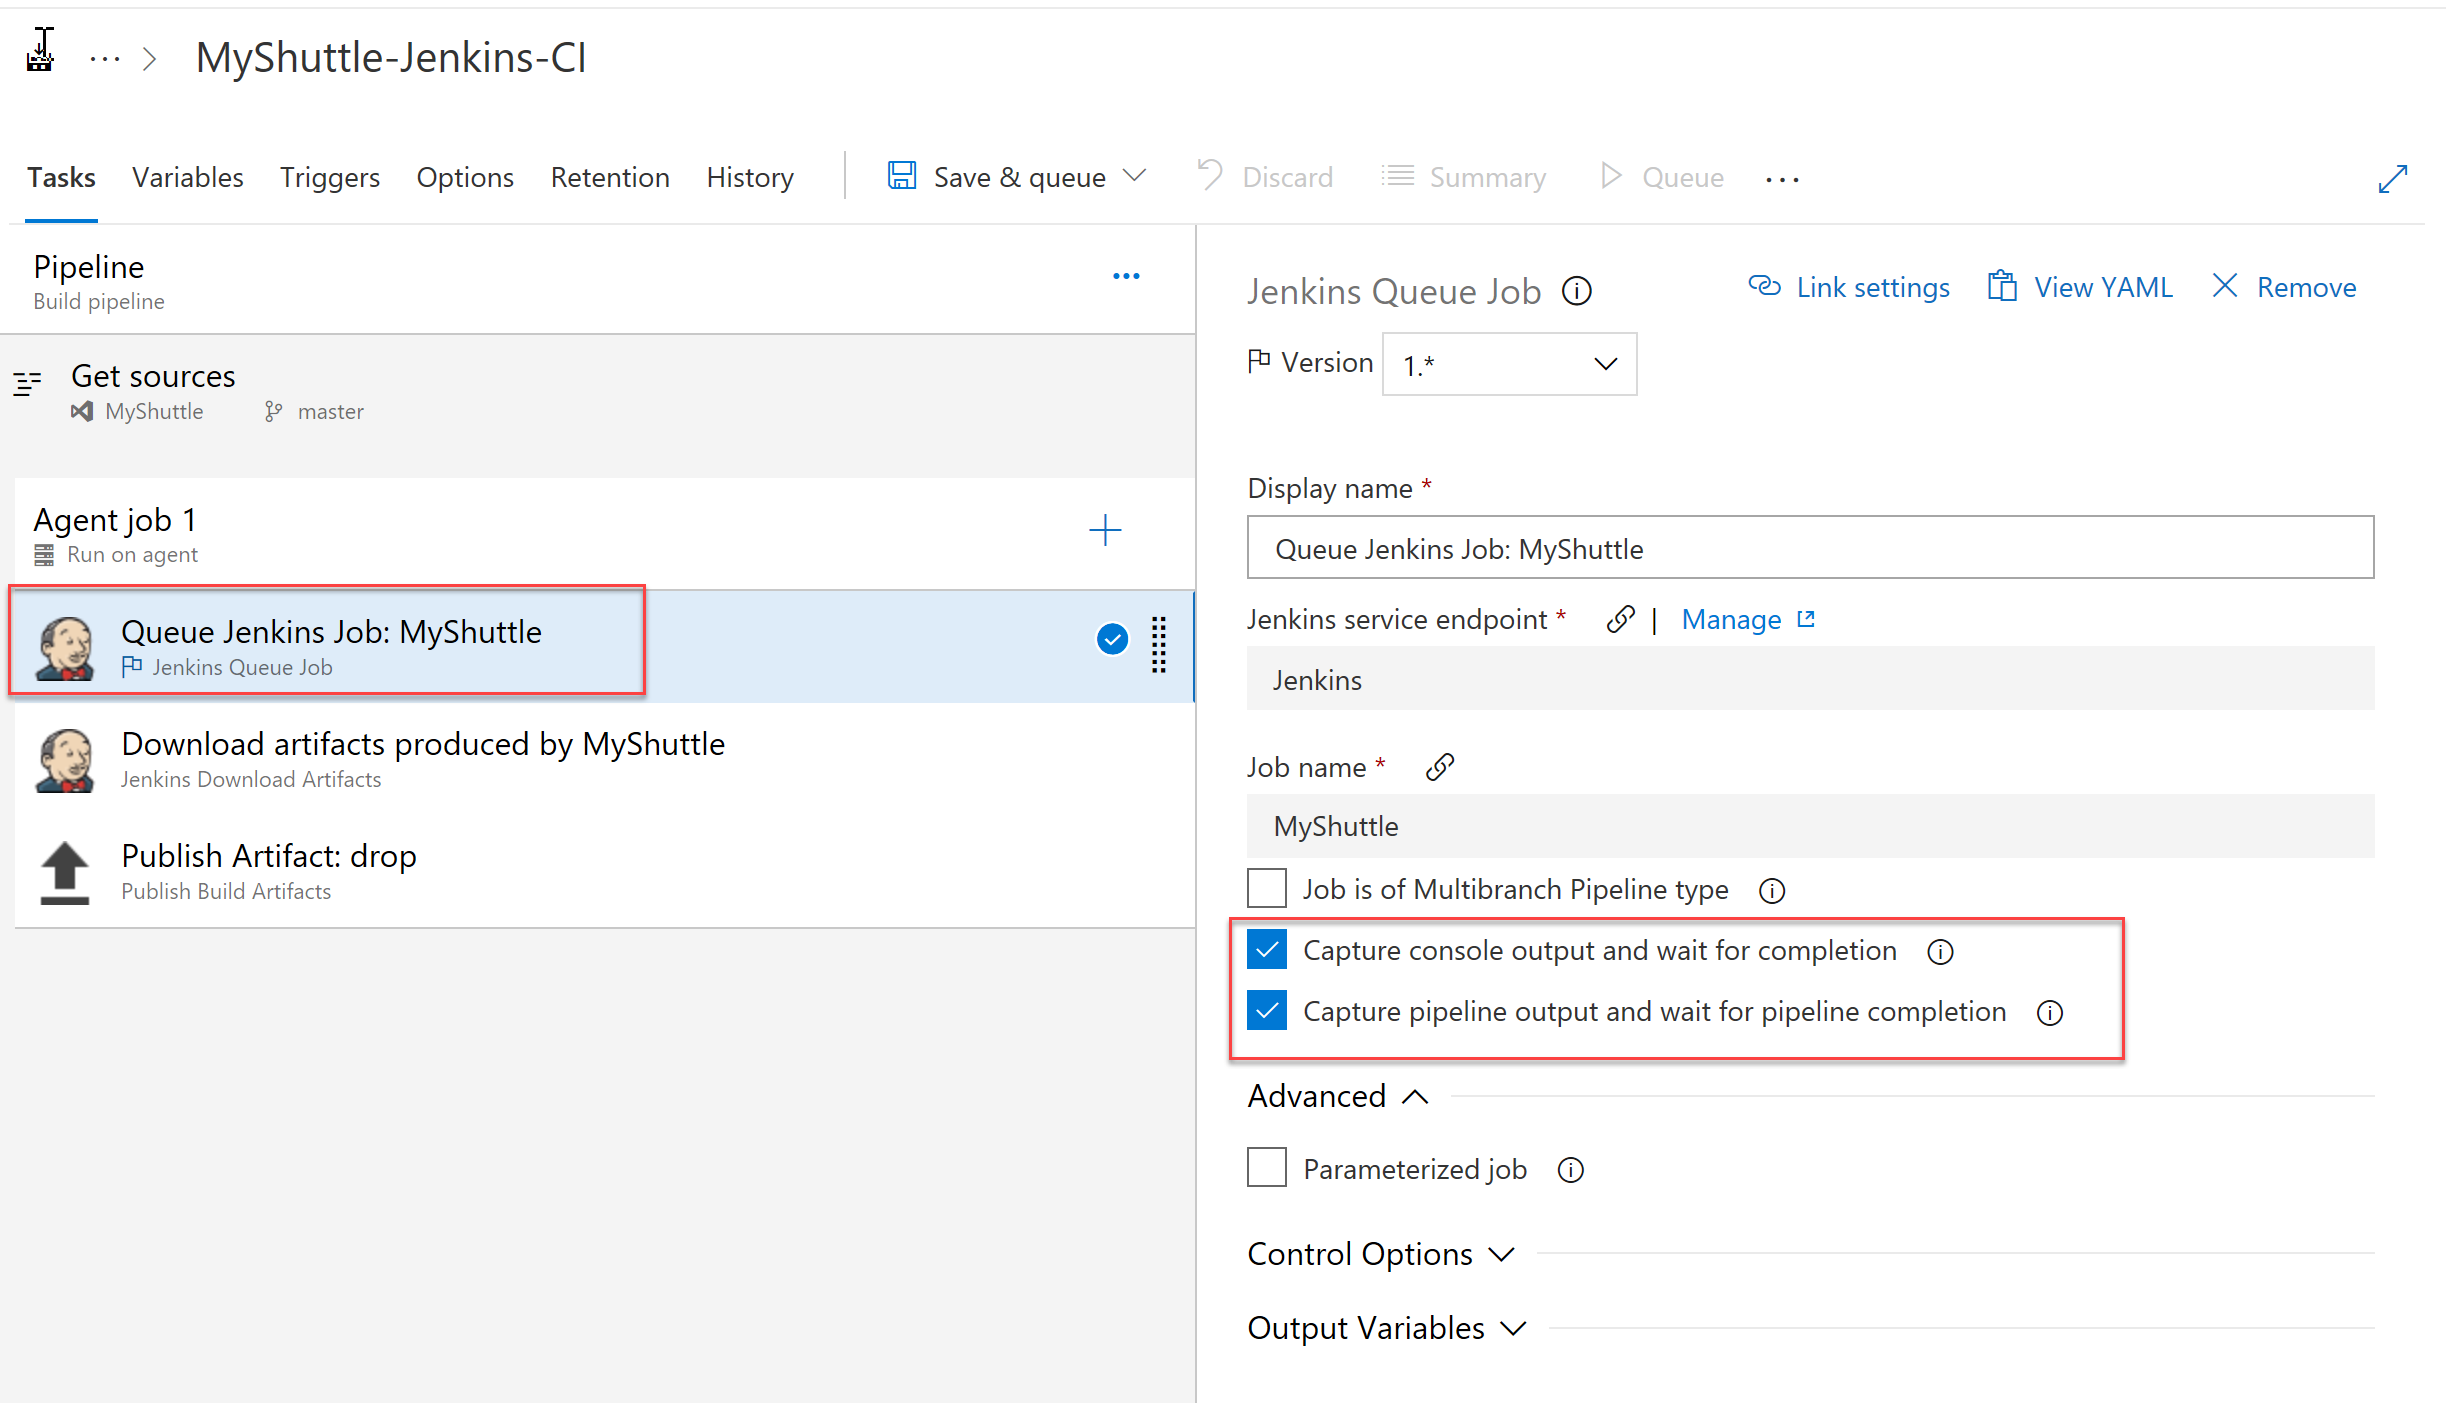 MyShuttle-Jenkins-CI
Tasks Variables Triggers Options Retention History Save & queue Discard Summary Queue
Pipeline
Build pipeline
Get sources
MyShuttle master
Agent job 1
Run on agent
Queue Jenkins Job: MyShuttle
Jenkins Queue Job
Download artifacts produced by MyShuttle
Jenkins Download Artifacts
Publish Artifact: drop
Publish Build Artifacts
Jenkins Queue Job Link settings View YAML Remove
Version 1.*
Display name *
Queue Jenkins Job: MyShuttle
Jenkins service endpoint * | Manage
Jenkins
Job name *
MyShuttle
Job is of Multibranch Pipeline type
Capture console output and wait for completion
Capture pipeline output and wait for pipeline completion
Advanced
Parameterized job
Control Options
Output Variables